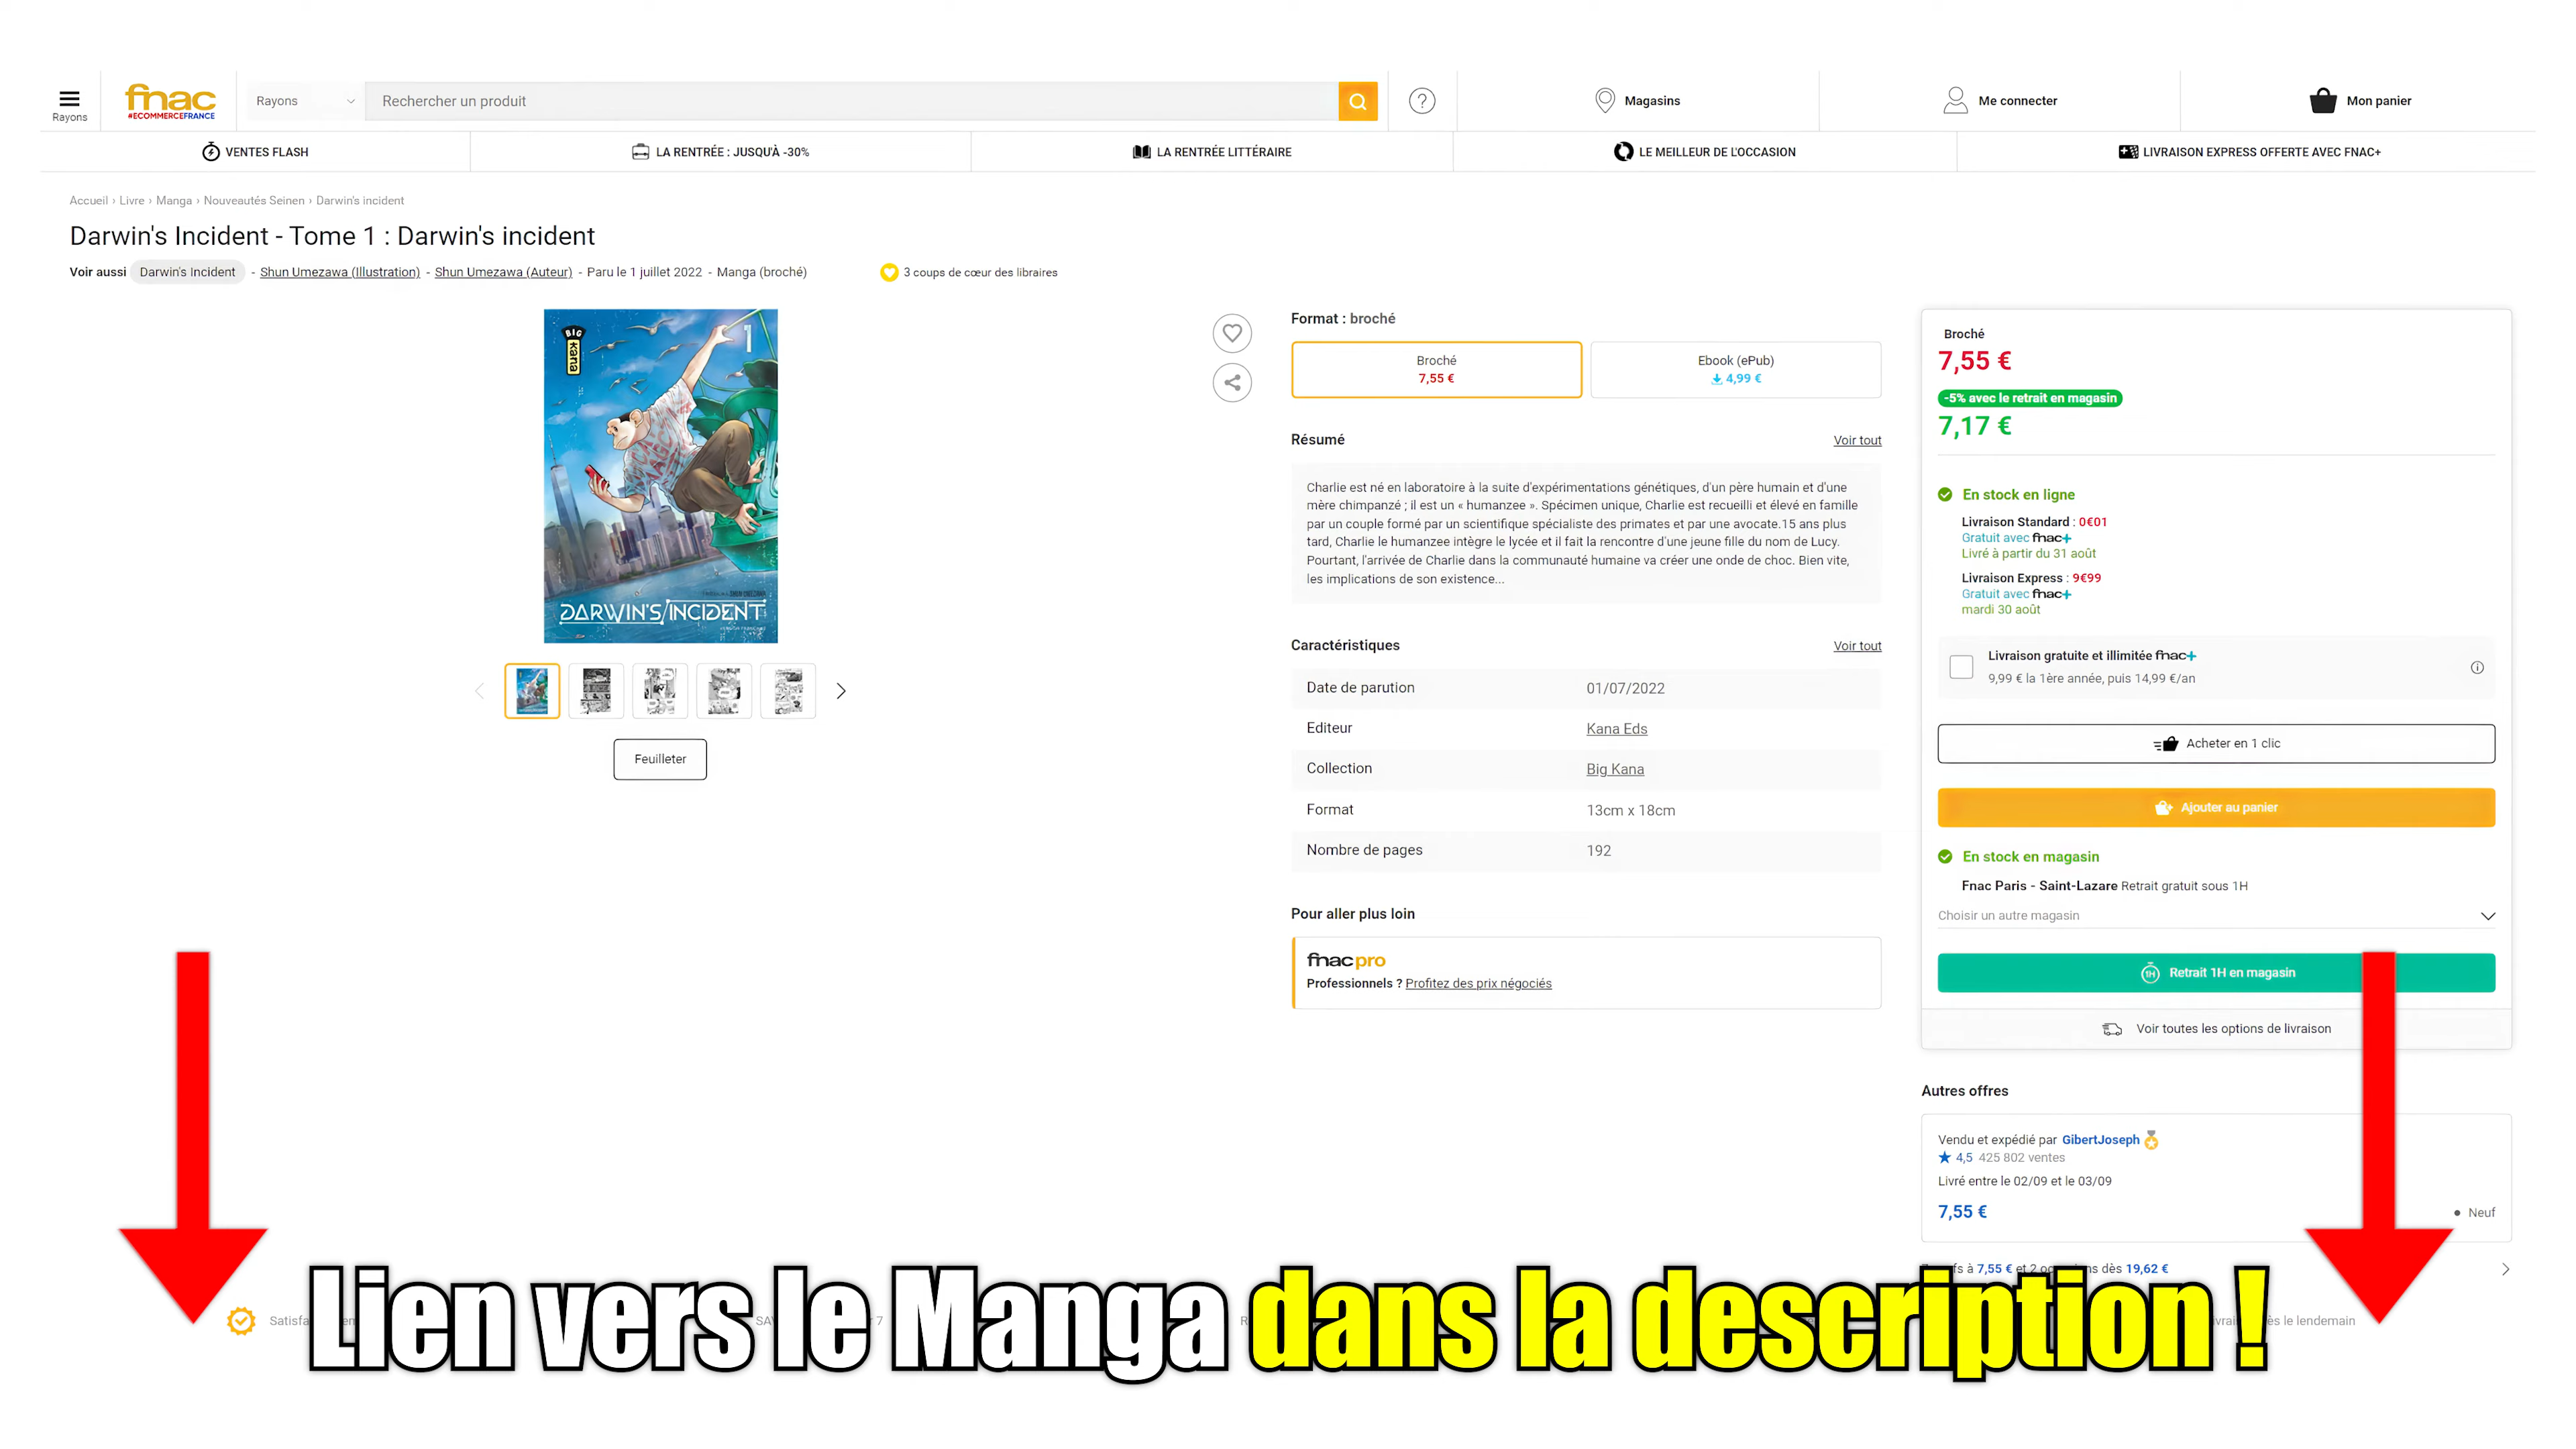 Rayons
fnac
#ECOMMERCEFRANCE
Rayons
Rechercher un produit
?
Magasins
Me connecter
Mon panier
VENTES FLASH
LA RENTRÉE : JUSQU'À -30%
LA RENTRÉE LITTÉRAIRE
LE MEILLEUR DE L'OCCASION
LIVRAISON EXPRESS OFFERTE AVEC FNAC+
Accueil › Livre › Manga › Nouveautés Seinen › Darwin's incident
Darwin's Incident - Tome 1 : Darwin's incident
Voir aussi Darwin's Incident - Shun Umezawa (Illustration) - Shun Umezawa (Auteur) - Paru le 1 juillet 2022 - Manga (broché)
3 coups de cœur des libraires
BIG
kana
1
DARWIN'S INCIDENT
Feuilleter
Format : broché
Broché
7,55 €
Ebook (ePub)
4,99 €
Résumé
Voir tout
Charlie est né en laboratoire à la suite d'expérimentations génétiques, d'un père humain et d'une
mère chimpanzé ; il est un « humanzee ». Spécimen unique, Charlie est recueilli et élevé en famille
par un couple formé par un scientifique spécialiste des primates et par une avocate.15 ans plus
tard, Charlie le humanzee intègre le lycée et il fait la rencontre d'une jeune fille du nom de Lucy.
Pourtant, l'arrivée de Charlie dans la communauté humaine va créer une onde de choc. Bien vite,
les implications de son existence...
Caractéristiques
Voir tout
Date de parution 01/07/2022
Editeur Kana Eds
Collection Big Kana
Format 13cm x 18cm
Nombre de pages 192
Pour aller plus loin
fnac pro
Professionnels ? Profitez des prix négociés
Broché
7,55 €
-5% avec le retrait en magasin
7,17 €
En stock en ligne
Livraison Standard : 0€01
Gratuit avec fnac+
Livré à partir du 31 août
Livraison Express : 9€99
Gratuit avec fnac+
mardi 30 août
Livraison gratuite et illimitée fnac+
9,99 € la 1ère année, puis 14,99 €/an
Acheter en 1 clic
Ajouter au panier
En stock en magasin
Fnac Paris - Saint-Lazare Retrait gratuit sous 1H
Choisir un autre magasin
1H Retrait 1H en magasin
Voir toutes les options de livraison
Autres offres
Vendu et expédié par GibertJoseph
4,5 425 802 ventes
Livré entre le 02/09 et le 03/09
7,55 €
Neuf
à 7,55 € et 2 dès 19,62 €
lendemain
Lien vers le Manga dans la description !